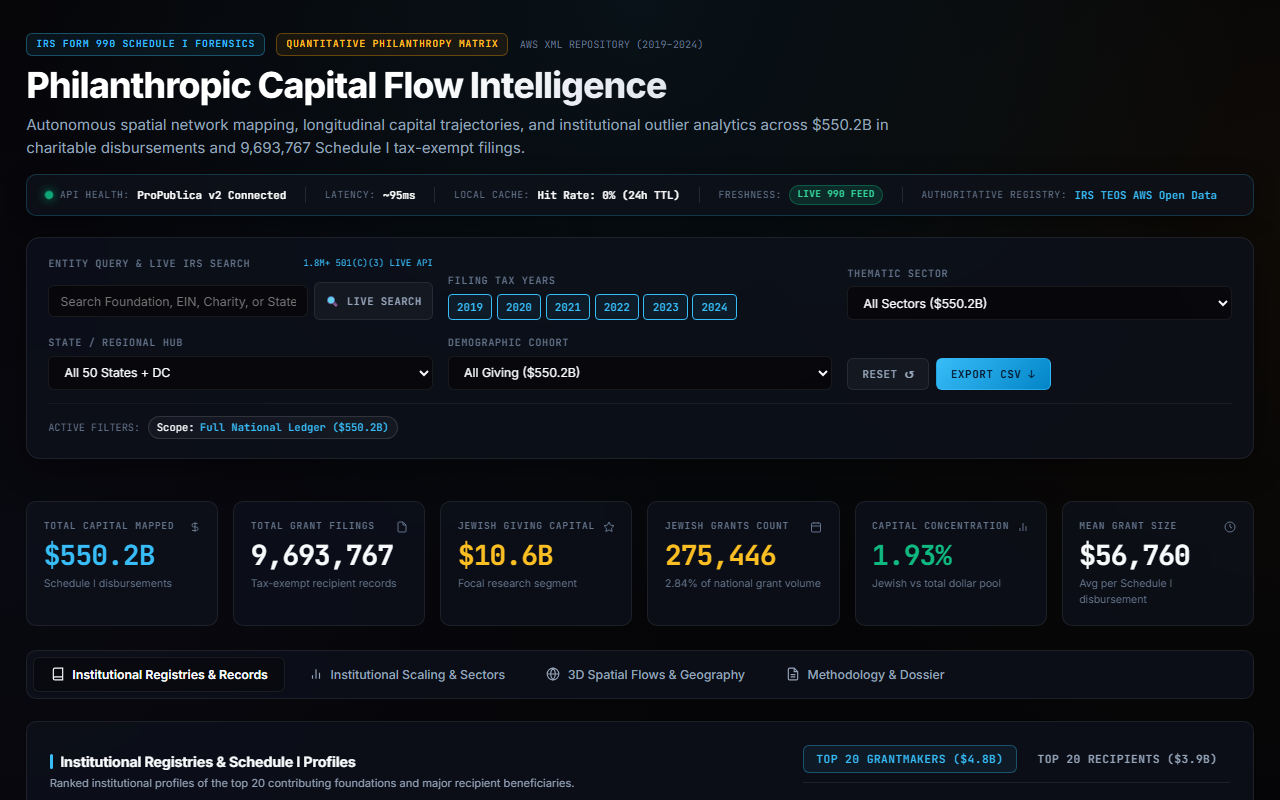 IRS FORM 990 SCHEDULE I FORENSICS QUANTITATIVE PHILANTHROPY MATRIX AWS XML REPOSITORY (2019–2024)
Philanthropic Capital Flow Intelligence
Autonomous spatial network mapping, longitudinal capital trajectories, and institutional outlier analytics across $550.2B in
charitable disbursements and 9,693,767 Schedule I tax-exempt filings.
API HEALTH: ProPublica v2 Connected LATENCY: ~95ms LOCAL CACHE: Hit Rate: 0% (24h TTL) FRESHNESS: LIVE 990 FEED AUTHORITATIVE REGISTRY: IRS TEOS AWS Open Data
ENTITY QUERY & LIVE IRS SEARCH 1.8M+ 501(C)(3) LIVE API
Search Foundation, EIN, Charity, or State
LIVE SEARCH
FILING TAX YEARS
2019 2020 2021 2022 2023 2024
THEMATIC SECTOR
All Sectors ($550.2B)
STATE / REGIONAL HUB
All 50 States + DC
DEMOGRAPHIC COHORT
All Giving ($550.2B)
RESET ↺ EXPORT CSV ↓
ACTIVE FILTERS: Scope: Full National Ledger ($550.2B)
TOTAL CAPITAL MAPPED
$550.2B
Schedule I disbursements
TOTAL GRANT FILINGS
9,693,767
Tax-exempt recipient records
JEWISH GIVING CAPITAL
$10.6B
Focal research segment
JEWISH GRANTS COUNT
275,446
2.84% of national grant volume
CAPITAL CONCENTRATION
1.93%
Jewish vs total dollar pool
MEAN GRANT SIZE
$56,760
Avg per Schedule I
disbursement
Institutional Registries & Records Institutional Scaling & Sectors 3D Spatial Flows & Geography Methodology & Dossier
Institutional Registries & Schedule I Profiles
Ranked institutional profiles of the top 20 contributing foundations and major recipient beneficiaries.
TOP 20 GRANTMAKERS ($4.8B) TOP 20 RECIPIENTS ($3.9B)